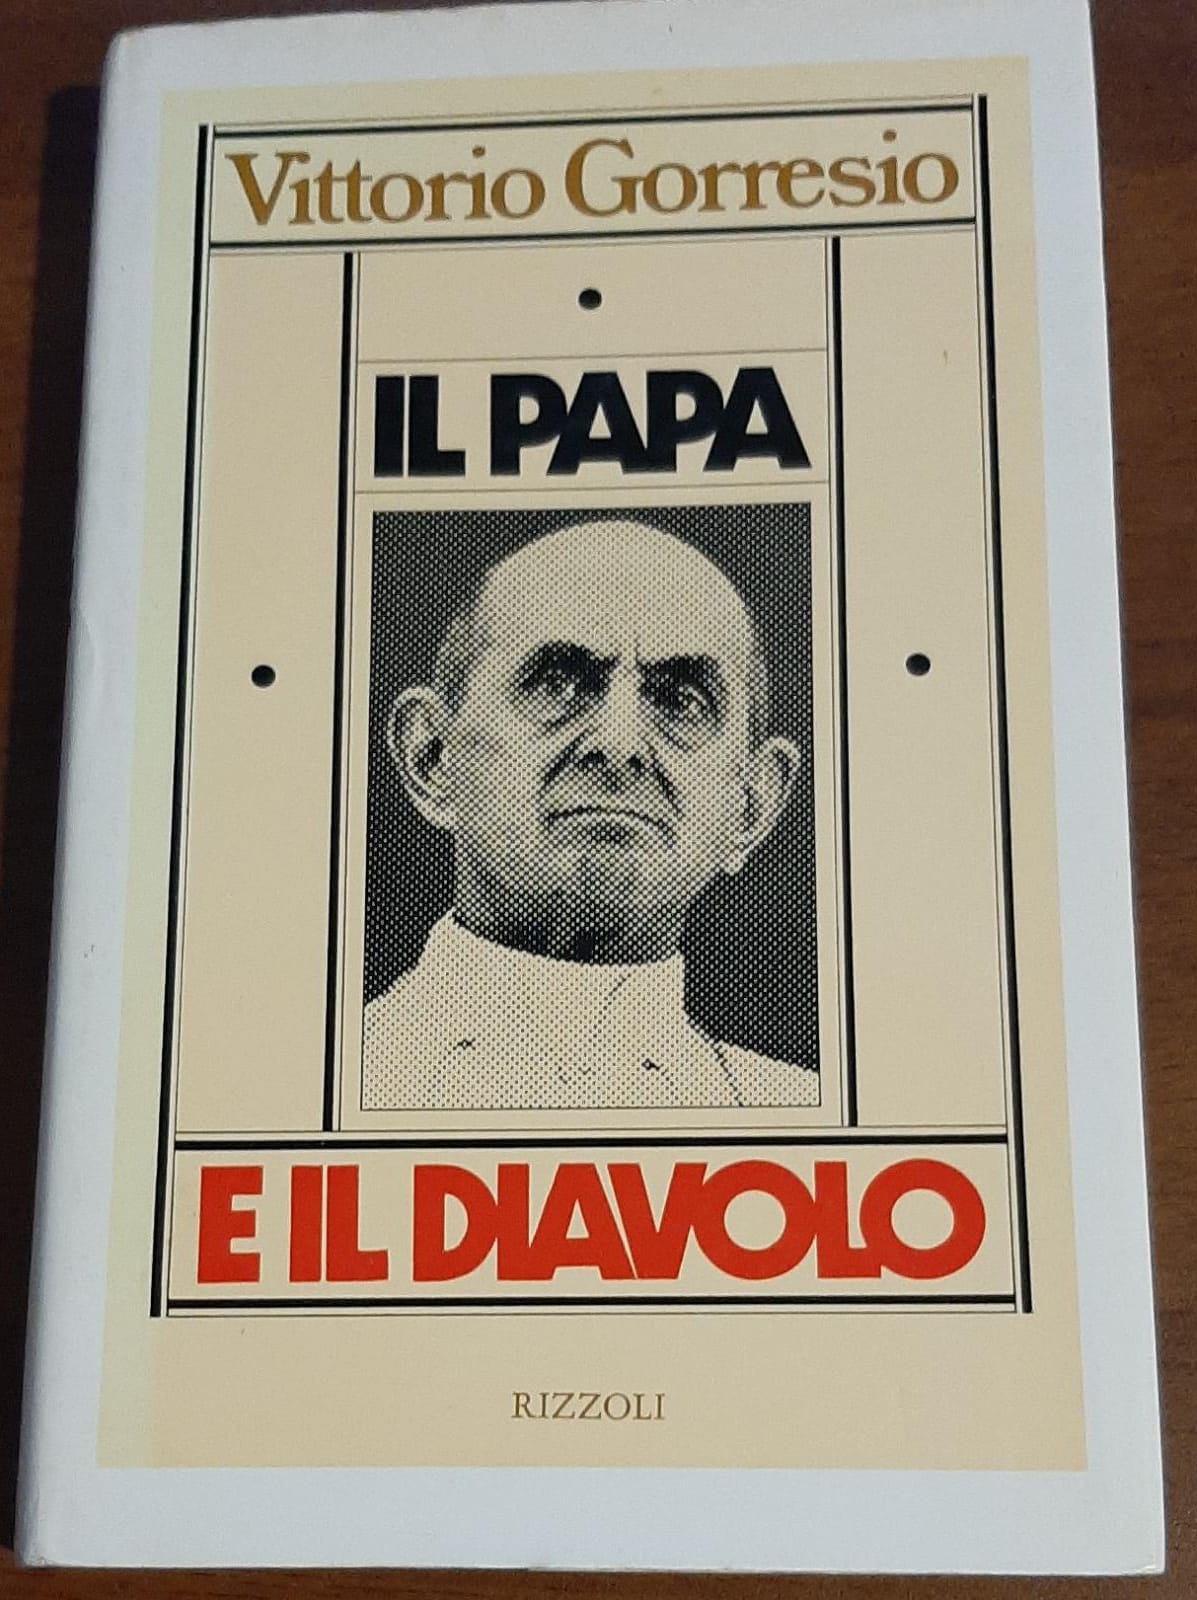 Vittorio Gorresio
IL PAPA
E IL DIAVOLO
RIZZOLI